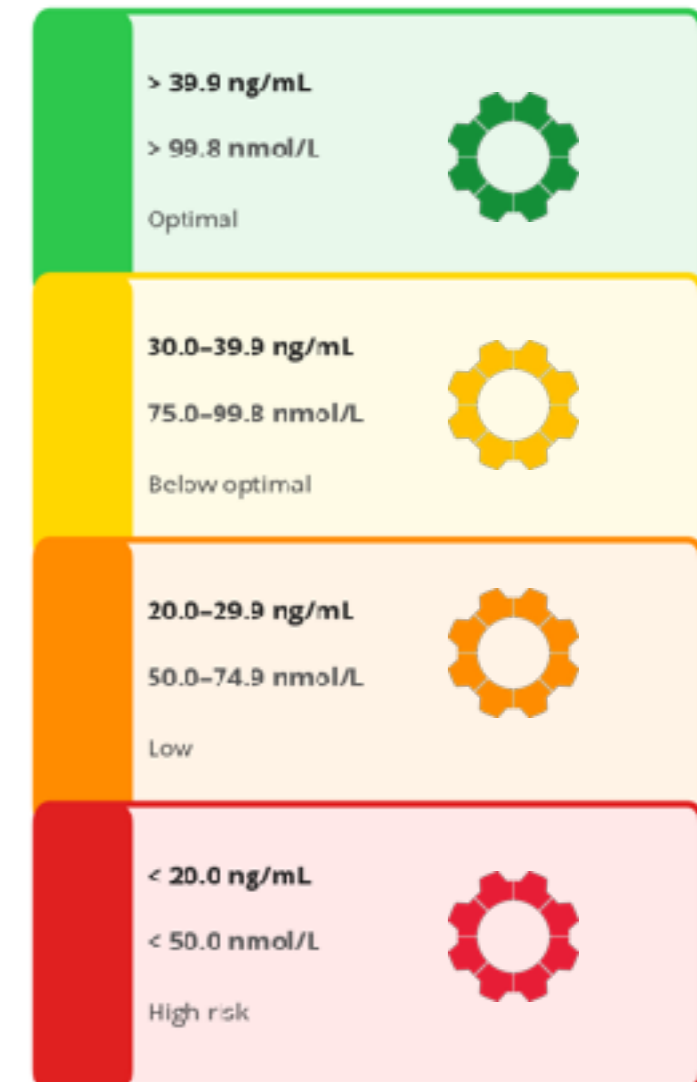 > 39.9 ng/mL
> 99.8 nmol/L
Optimal
30.0–39.9 ng/mL
75.0–99.8 nmol/L
Below optimal
20.0–29.9 ng/mL
50.0–74.9 nmol/L
Low
< 20.0 ng/mL
< 50.0 nmol/L
High risk